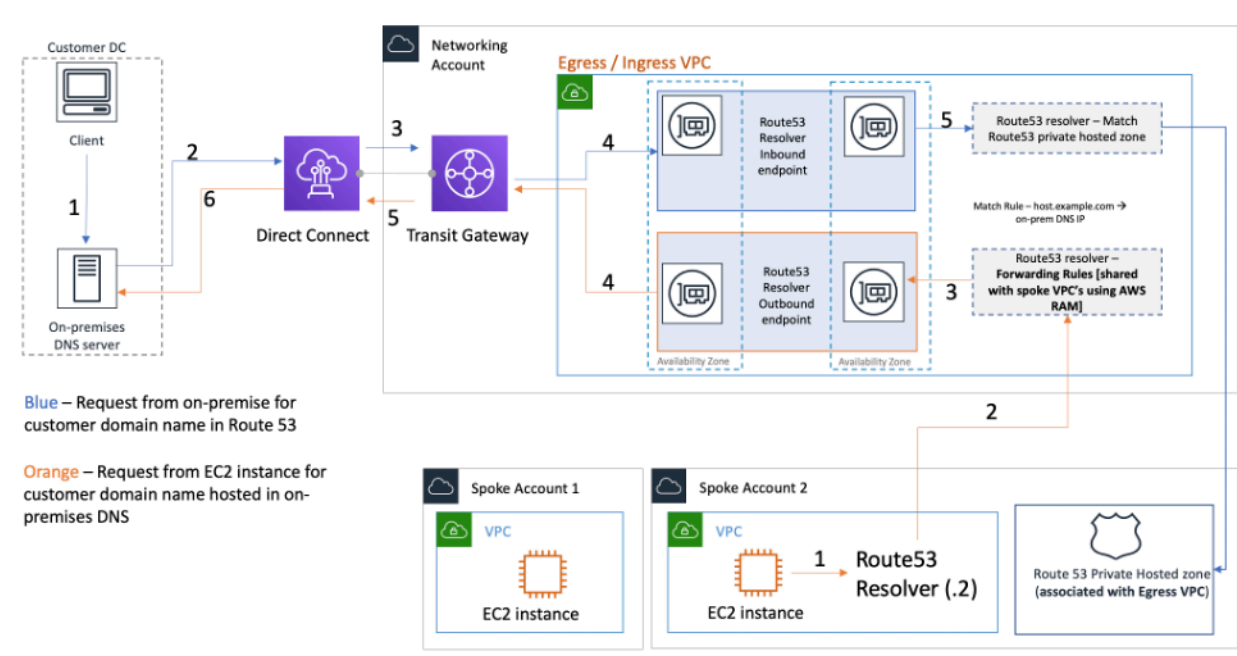 Customer DC
Client
1
On-premises
DNS server
2
6
Direct Connect
3
5
Transit Gateway
Networking
Account
Egress / Ingress VPC
4
4
Route53
Resolver
Inbound
endpoint
5
Route53 resolver – Match
Route53 private hosted zone
Match Rule – host.example.com →
on-prem DNS IP
Route53
Resolver
Outbound
endpoint
3
Route53 resolver –
Forwarding Rules [shared
with spoke VPC's using AWS
RAM]
Availability Zone
Availability Zone
Blue – Request from on-premise for
customer domain name in Route 53
Orange – Request from EC2 instance for
customer domain name hosted in on-
premises DNS
2
Spoke Account 1
VPC
EC2 instance
Spoke Account 2
VPC
EC2 instance
1
Route53
Resolver (.2)
Route 53 Private Hosted zone
(associated with Egress VPC)